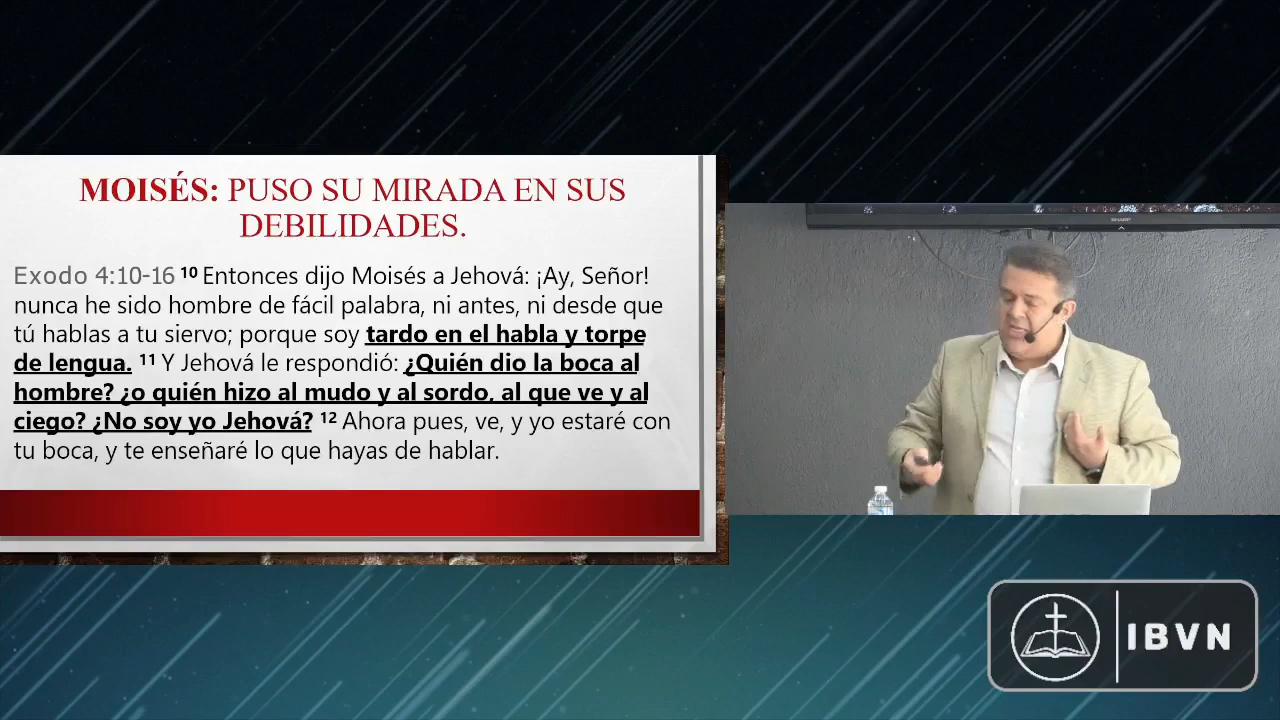 MOISÉS: PUSO SU MIRADA EN SUS
DEBILIDADES.
Exodo 4:10-16 10 Entonces dijo Moisés a Jehová: ¡Ay, Señor!
nunca he sido hombre de fácil palabra, ni antes, ni desde que
tú hablas a tu siervo; porque soy tardo en el habla y torpe
de lengua. 11 Y Jehová le respondió: ¿Quién dio la boca al
hombre? ¿o quién hizo al mudo y al sordo, al que ve y al
ciego? ¿No soy yo Jehová? 12 Ahora pues, ve, y yo estaré con
tu boca, y te enseñaré lo que hayas de hablar.
SHARP
IBVN